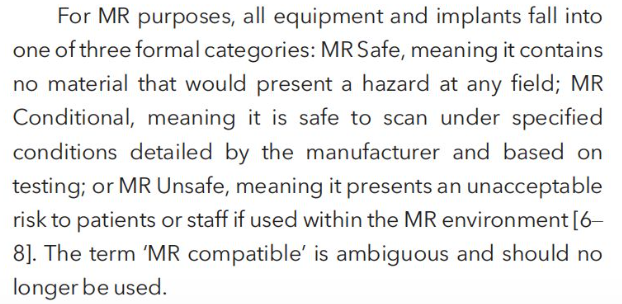 For MR purposes, all equipment and implants fall into
one of three formal categories: MR Safe, meaning it contains
no material that would present a hazard at any field; MR
Conditional, meaning it is safe to scan under specified
conditions detailed by the manufacturer and based on
testing; or MR Unsafe, meaning it presents an unacceptable
risk to patients or staff if used within the MR environment [6–
8]. The term ‘MR compatible’ is ambiguous and should no
longer be used.